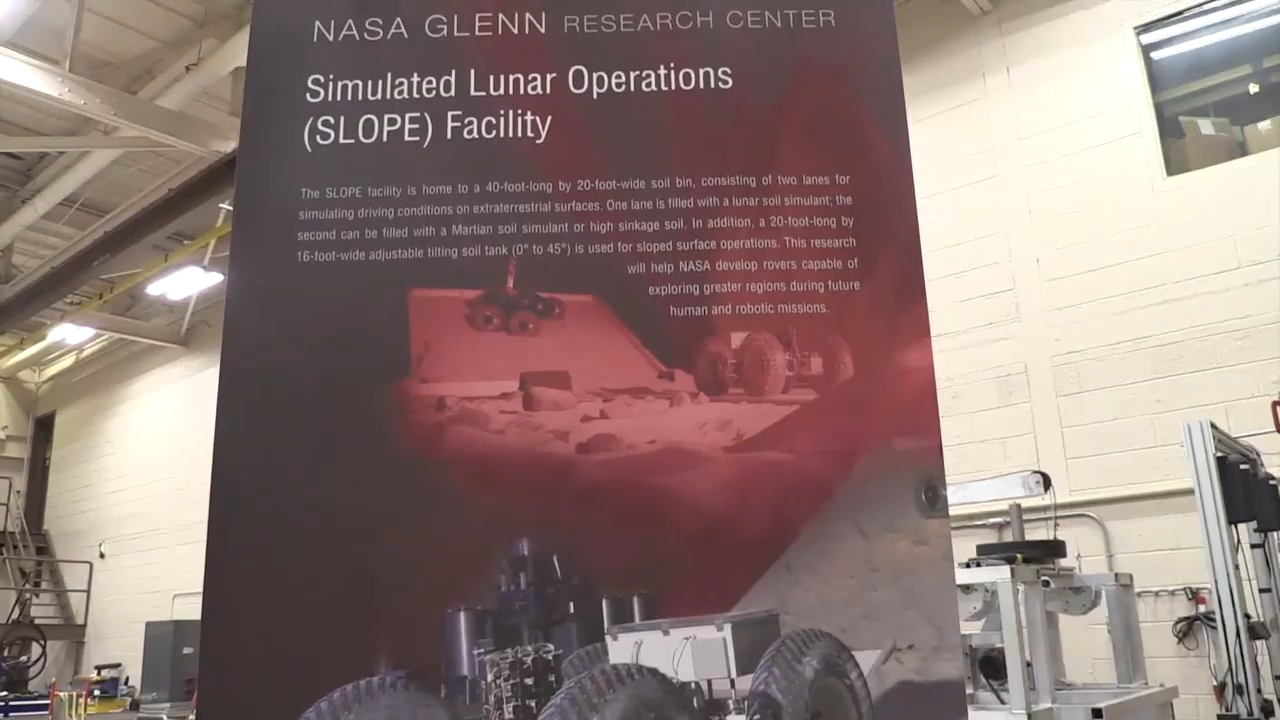 NASA GLENN RESEARCH CENTER
Simulated Lunar Operations
(SLOPE) Facility
The SLOPE facility is home to a 40-foot-long by 20-foot-wide soil bin, consisting of two lanes for
simulating driving conditions on extraterrestrial surfaces. One lane is filled with a lunar soil simulant; the
second can be filled with a Martian soil simulant or high sinkage soil. In addition, a 20-foot-long by
16-foot-wide adjustable tilting soil tank (0° to 45°) is used for sloped surface operations. This research
will help NASA develop rovers capable of
exploring greater regions during future
human and robotic missions.